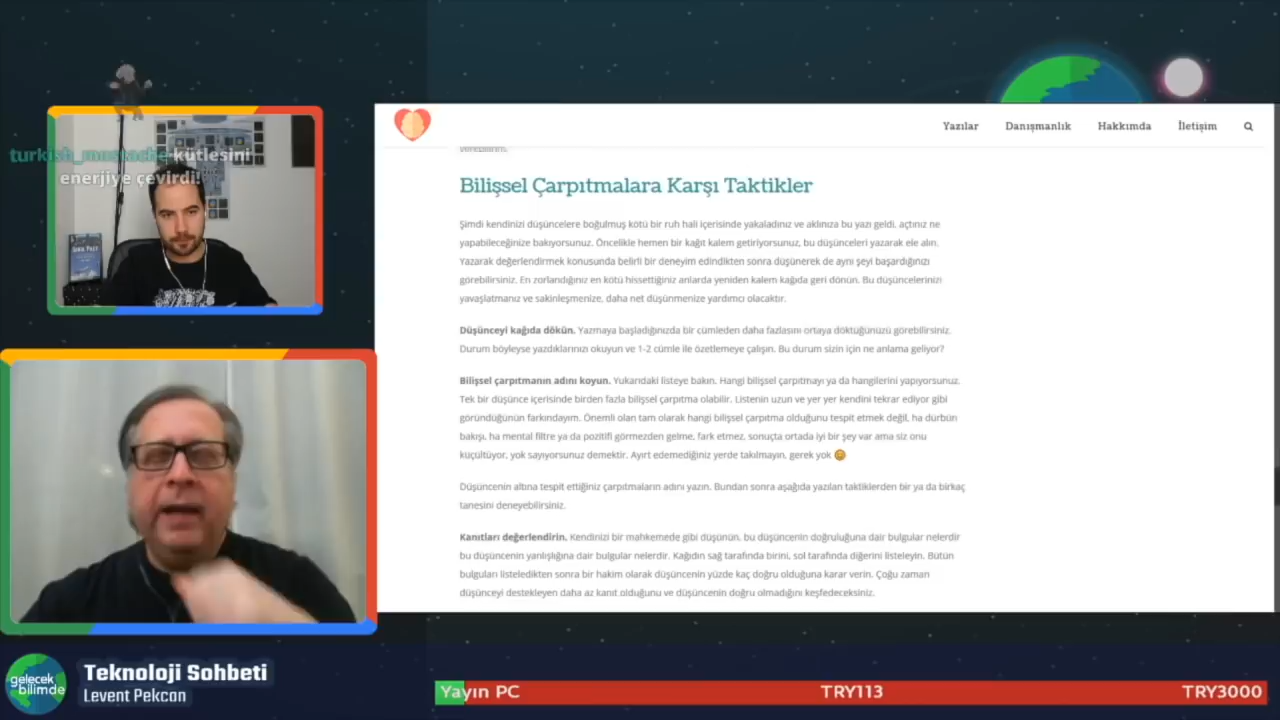 turkish_mustache kütlesini
enerjiye çevirdi!
Yazılar Danışmanlık Hakkımda İletişim
verebilirim.
Bilişsel Çarpıtmalara Karşı Taktikler
Şimdi kendinizi düşüncelere boğulmuş kötü bir ruh hali içerisinde yakaladınız ve aklınıza bu yazı geldi, açtınız ne
yapabileceğinize bakıyorsunuz. Öncelikle hemen bir kağıt kalem getiriyorsunuz, bu düşünceleri yazarak ele alın.
Yazarak değerlendirmek konusunda belirli bir deneyim edindikten sonra düşünerek de aynı şeyi başardığınızı
görebilirsiniz. En zorlandığınız en kötü hissettiğiniz anlarda yeniden kalem kağıda geri dönün. Bu düşüncelerinizi
yavaşlatmanız ve sakinleşmenize, daha net düşünmenize yardımcı olacaktır.
Düşünceyi kağıda dökün. Yazmaya başladığınızda bir cümleden daha fazlasını ortaya döktüğünüzü görebilirsiniz.
Durum böyleyse yazdıklarınızı okuyun ve 1-2 cümle ile özetlemeye çalışın. Bu durum sizin için ne anlama geliyor?
Bilişsel çarpıtmanın adını koyun. Yukarıdaki listeye bakın. Hangi bilişsel çarpıtmayı ya da hangilerini yapıyorsunuz.
Tek bir düşünce içerisinde birden fazla bilişsel çarpıtma olabilir. Listenin uzun ve yer yer kendini tekrar ediyor gibi
göründüğünün farkındayım. Önemli olan tam olarak hangi bilişsel çarpıtma olduğunu tespit etmek değil, ha dürbün
bakışı, ha mental filtre ya da pozitifi görmezden gelme, fark etmez, sonuçta ortada iyi bir şey var ama siz onu
küçültüyor, yok sayıyorsunuz demektir. Ayırt edemediğiniz yerde takılmayın, gerek yok
Düşüncenin altına tespit ettiğiniz çarpıtmaların adını yazın. Bundan sonra aşağıda yazılan taktiklerden bir ya da birkaç
tanesini deneyebilirsiniz.
Kanıtları değerlendirin. Kendinizi bir mahkemede gibi düşünün, bu düşüncenin doğruluğuna dair bulgular nelerdir
bu düşüncenin yanlışlığına dair bulgular nelerdir. Kağıdın sağ tarafında birini, sol tarafında diğerini listeleyin. Bütün
bulguları listeledikten sonra bir hakim olarak düşüncenin yüzde kaç doğru olduğuna karar verin. Çoğu zaman
düşünceyi destekleyen daha az kanıt olduğunu ve düşüncenin doğru olmadığını keşfedeceksiniz.
gelecek
bilimde
Teknoloji Sohbeti
Levent Pekcan
Yayın PC TRY113 TRY3000